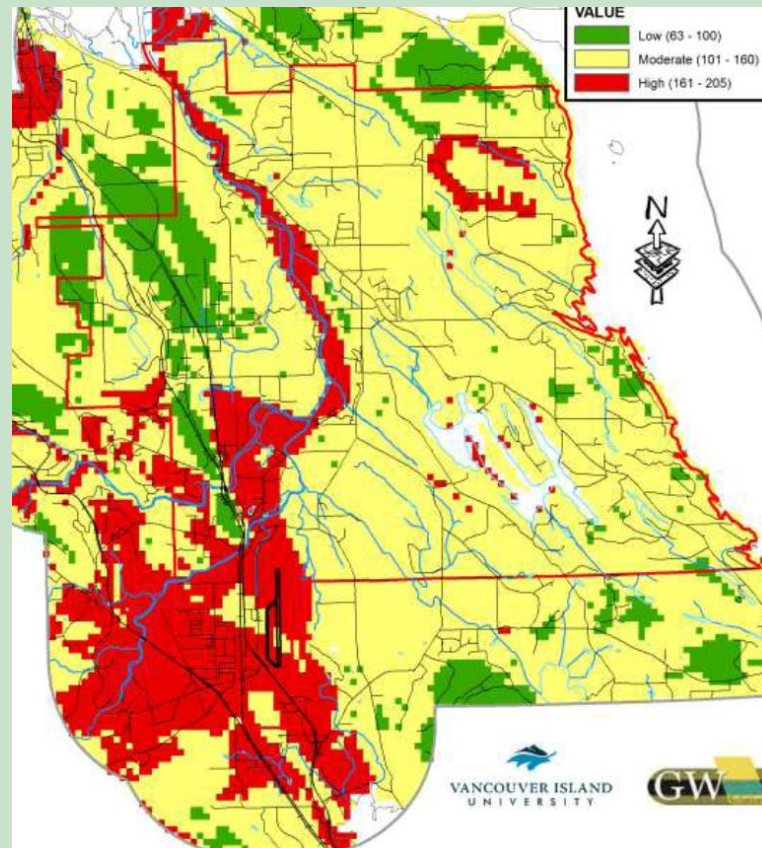 VALUE
Low (63 - 100)
Moderate (101 - 160)
High (161 - 205)
N
VANCOUVER ISLAND
UNIVERSITY
GW